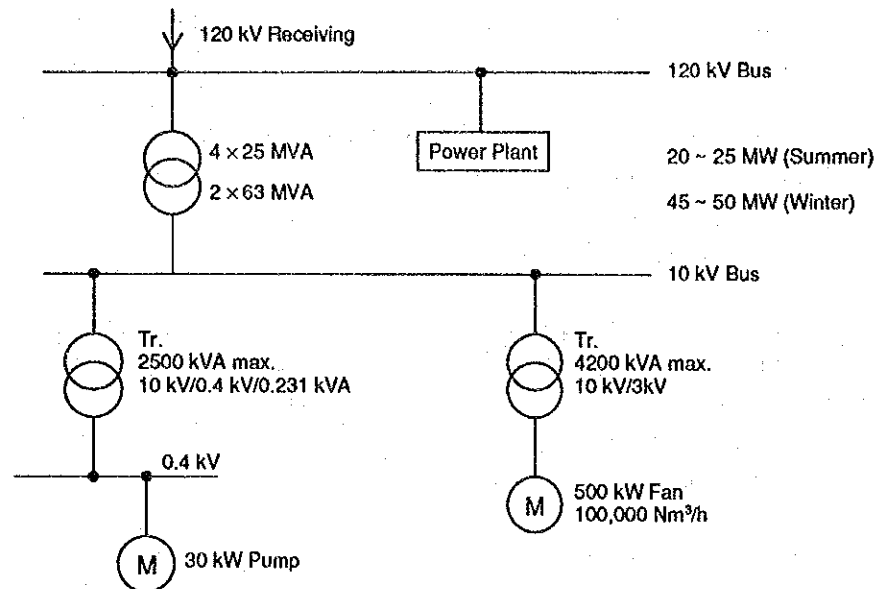 120 kV Receiving
120 kV Bus
4 × 25 MVA
2 × 63 MVA
Power Plant
20 ~ 25 MW (Summer)
45 ~ 50 MW (Winter)
10 kV Bus
Tr.
2500 kVA max.
10 kV/0.4 kV/0.231 kVA
Tr.
4200 kVA max.
10 kV/3kV
0.4 kV
M
30 kW Pump
M
500 kW Fan
100,000 Nm³/h